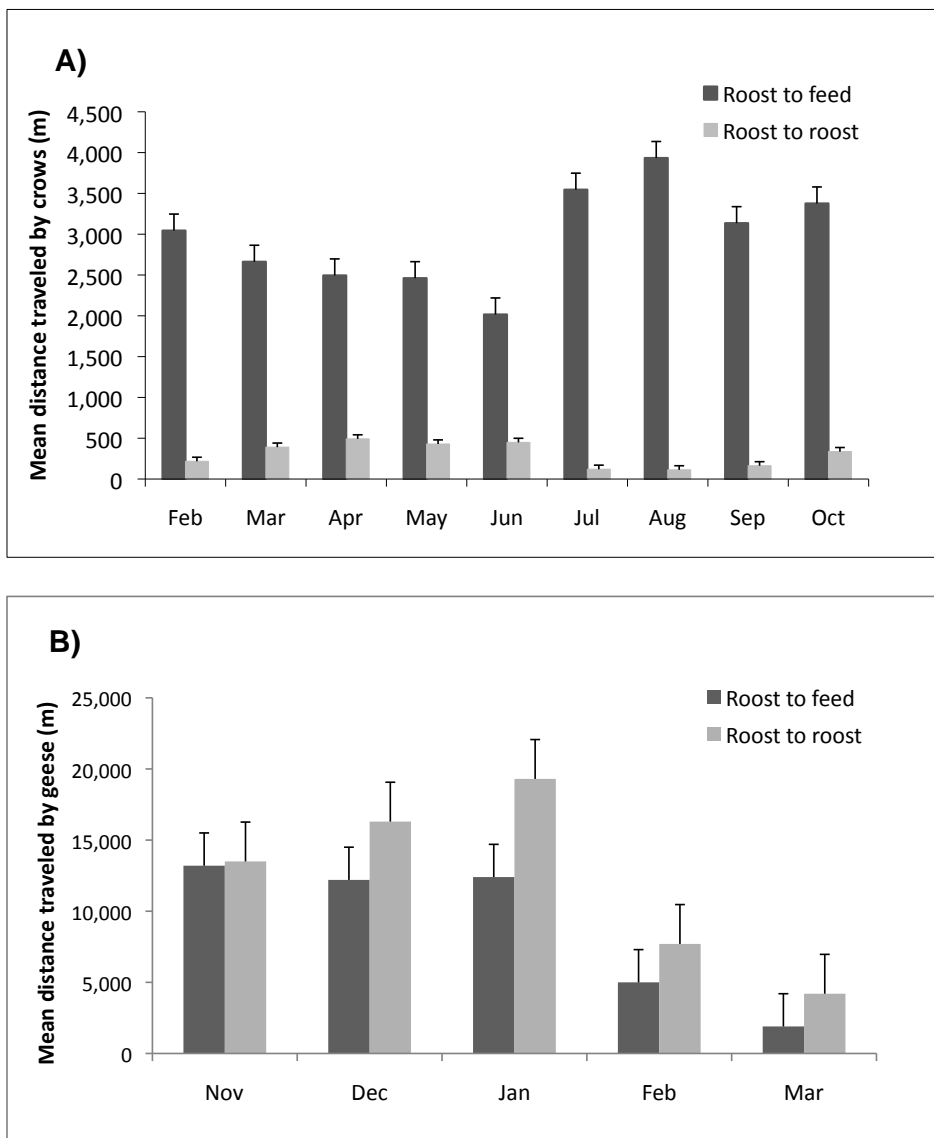 A)
Roost to feed
Roost to roost
Mean distance traveled by crows (m)
4,500
4,000
3,500
3,000
2,500
2,000
1,500
1,000
500
0
Feb Mar Apr May Jun Jul Aug Sep Oct
B)
Roost to feed
Roost to roost
Mean distance traveled by geese (m)
25,000
20,000
15,000
10,000
5,000
0
Nov Dec Jan Feb Mar